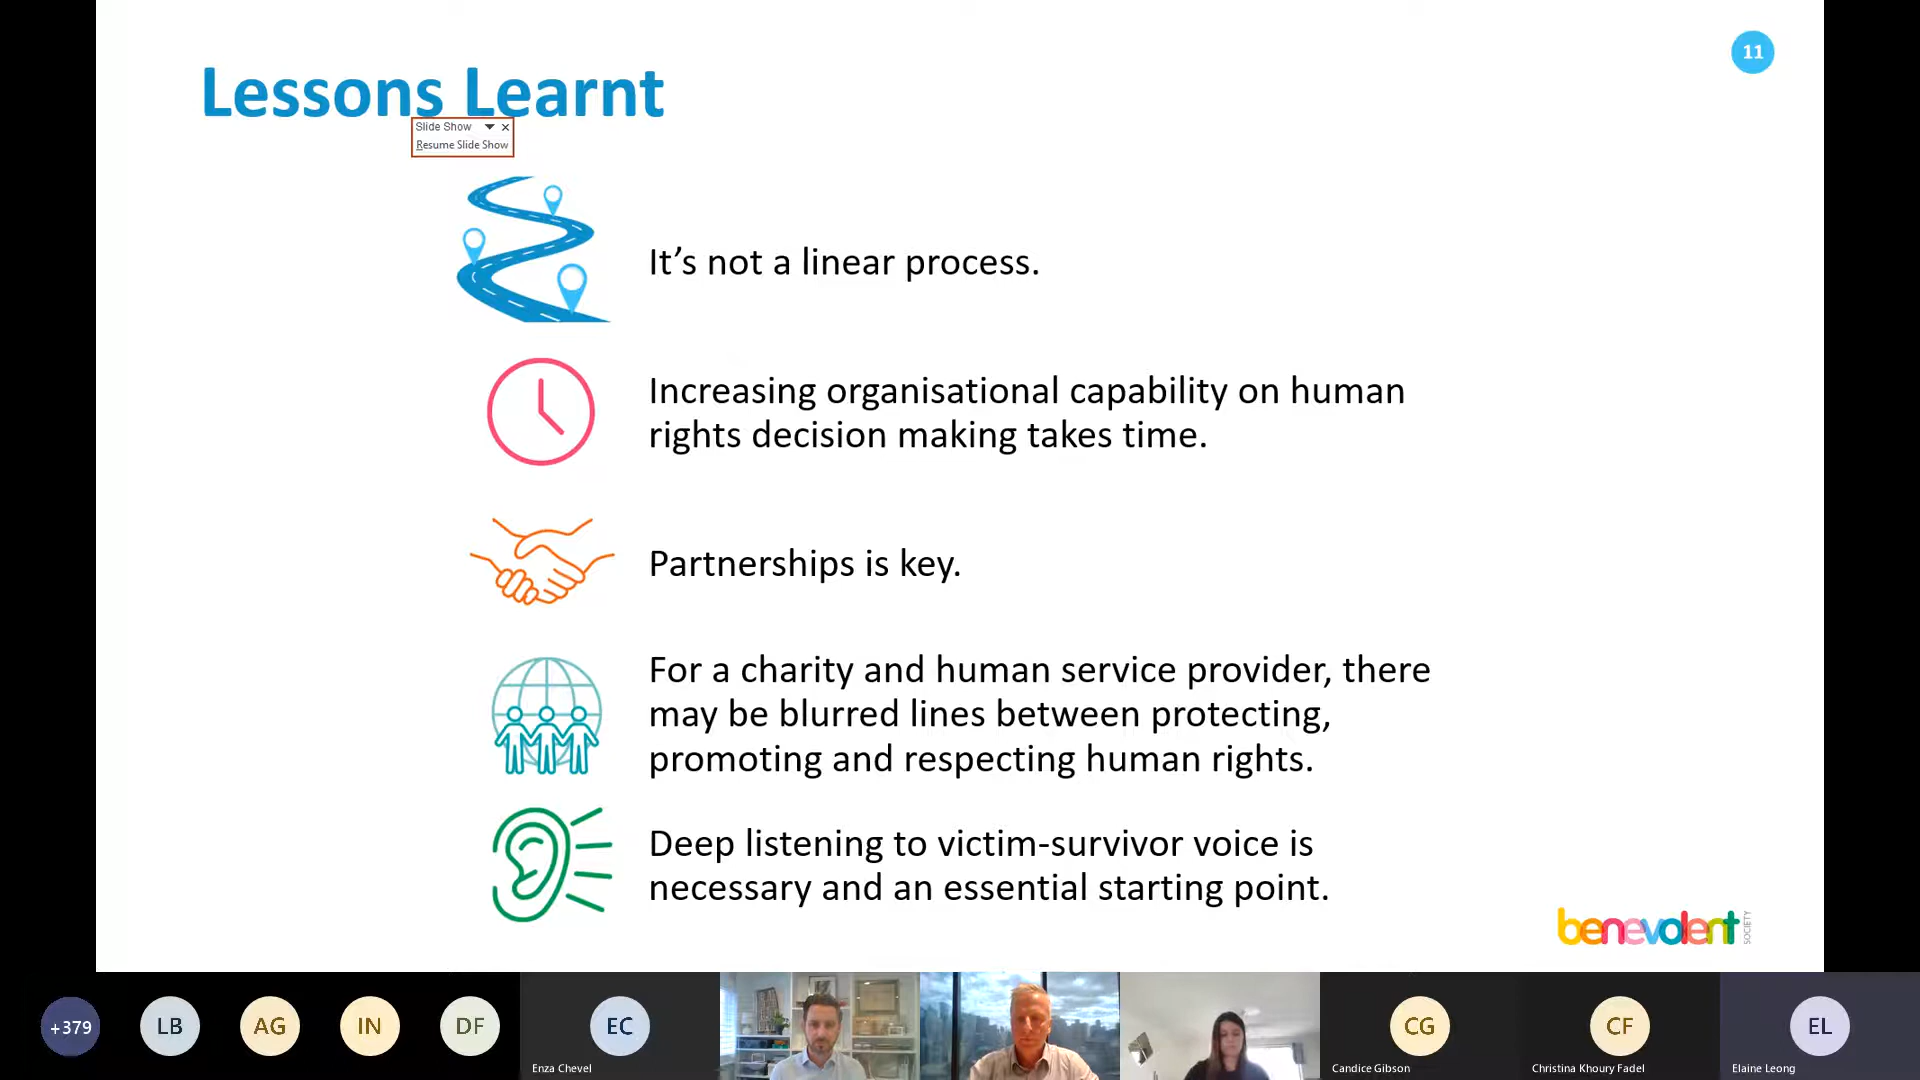 11
Lessons Learnt
Slide Show
Resume Slide Show
It’s not a linear process.
Increasing organisational capability on human
rights decision making takes time.
Partnerships is key.
For a charity and human service provider, there
may be blurred lines between protecting,
promoting and respecting human rights.
Deep listening to victim-survivor voice is
necessary and an essential starting point.
benevolent
SOCIETY
+379
LB
AG
IN
DF
EC
CG
CF
EL
Enza Chevel
Candice Gibson
Christina Khoury Fadel
Elaine Leong